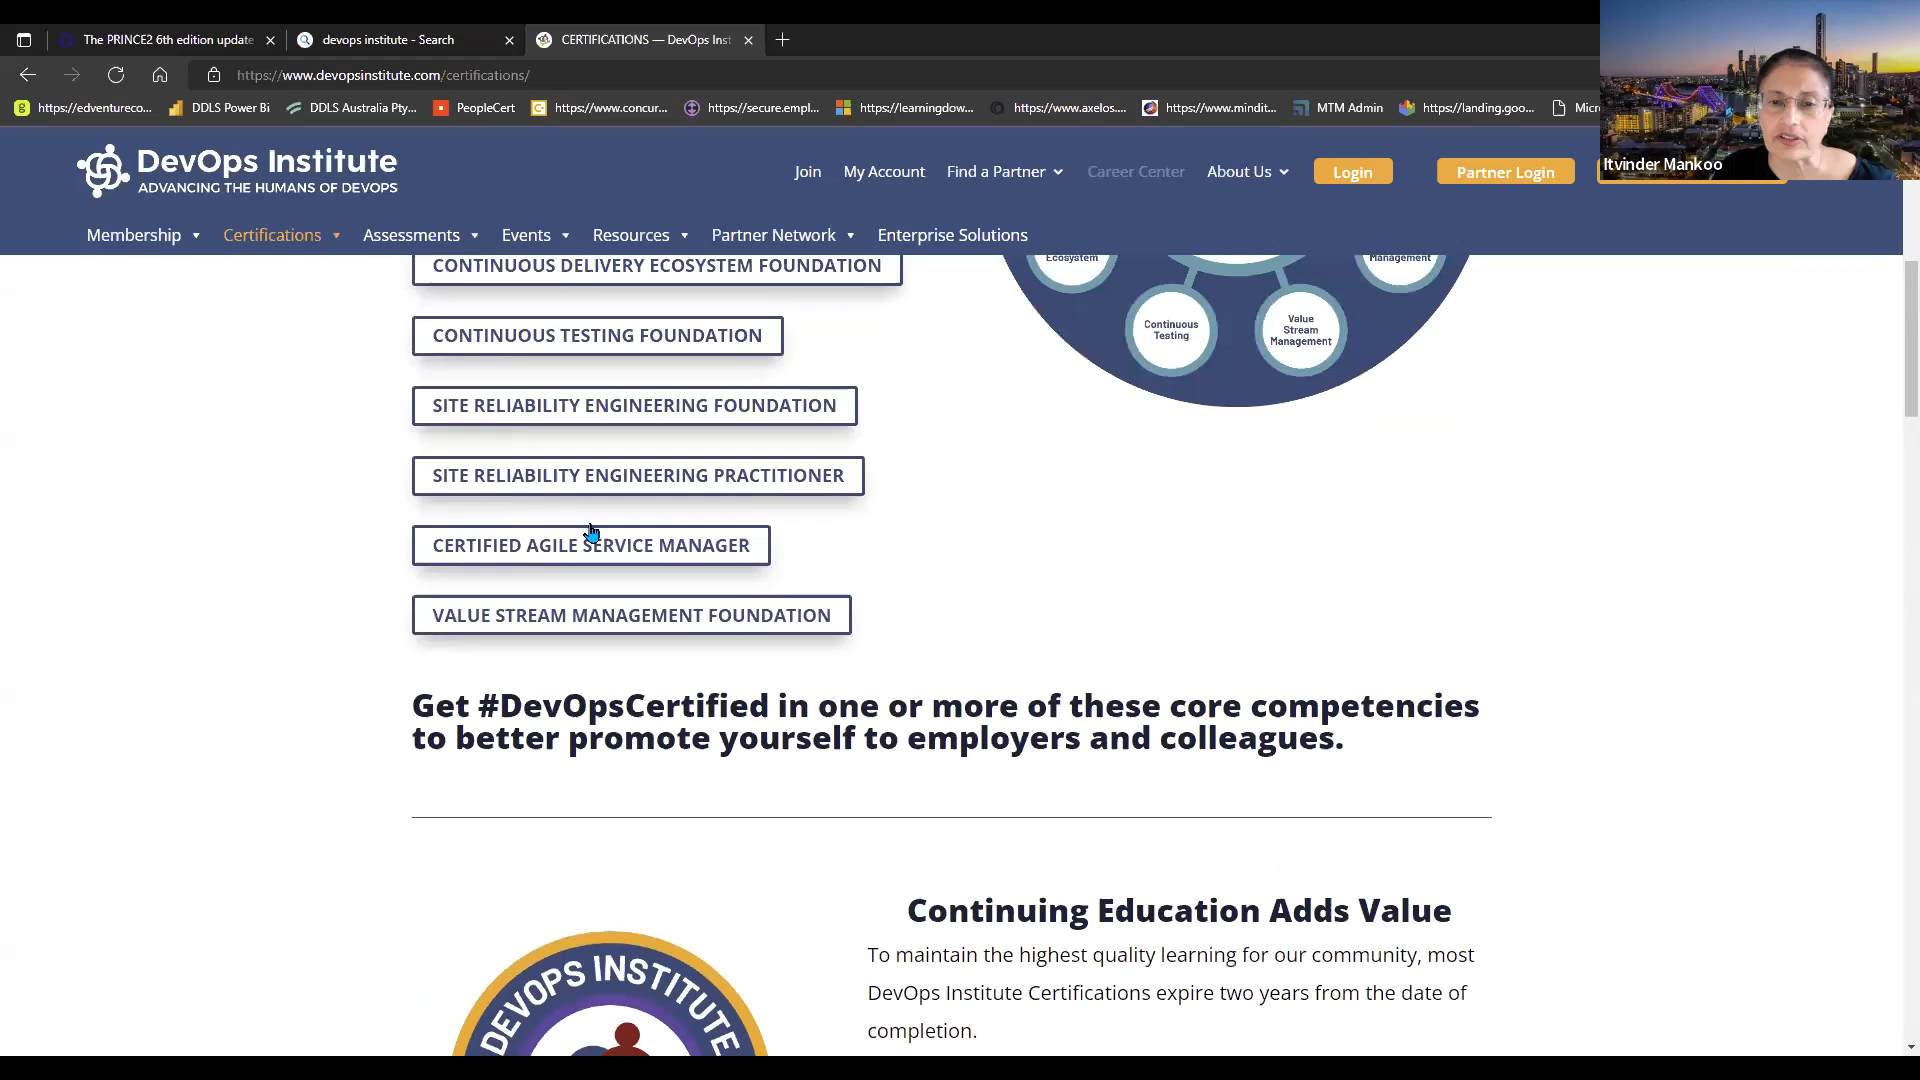 The PRINCE2 6th edition update
devops institute - Search
CERTIFICATIONS — DevOps Inst
https://www.devopsinstitute.com/certifications/
https://edventureco...
DDLS Power Bi
DDLS Australia Pty...
PeopleCert
https://www.concur...
https://secure.empl...
https://learningdow...
https://www.axelos....
https://www.mindit...
MTM Admin
https://landing.goo...
Micr
Itvinder Mankoo
DevOps Institute
ADVANCING THE HUMANS OF DEVOPS
Join
My Account
Find a Partner
Career Center
About Us
Login
Partner Login
Membership
Certifications
Assessments
Events
Resources
Partner Network
Enterprise Solutions
CONTINUOUS DELIVERY ECOSYSTEM FOUNDATION
CONTINUOUS TESTING FOUNDATION
SITE RELIABILITY ENGINEERING FOUNDATION
SITE RELIABILITY ENGINEERING PRACTITIONER
CERTIFIED AGILE SERVICE MANAGER
VALUE STREAM MANAGEMENT FOUNDATION
Ecosystem
Management
Continuous
Testing
Value
Stream
Management
Get #DevOpsCertified in one or more of these core competencies
to better promote yourself to employers and colleagues.
DEVOPS INSTITUTE
Continuing Education Adds Value
To maintain the highest quality learning for our community, most
DevOps Institute Certifications expire two years from the date of
completion.